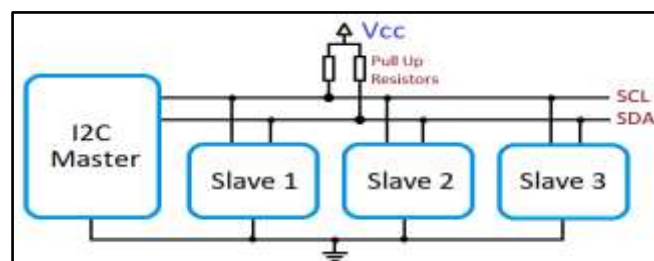 Vcc
Pull Up
Resistors
SCL
SDA
I2C
Master
Slave 1
Slave 2
Slave 3